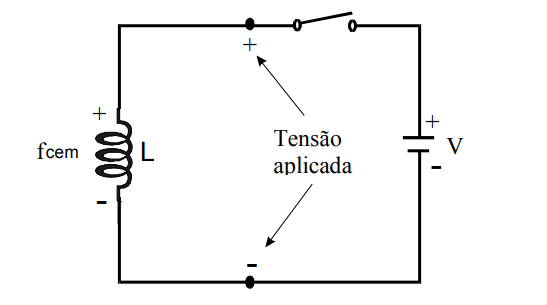 +
+
+
Tensão
aplicada
V
fcem
L
-
-
-